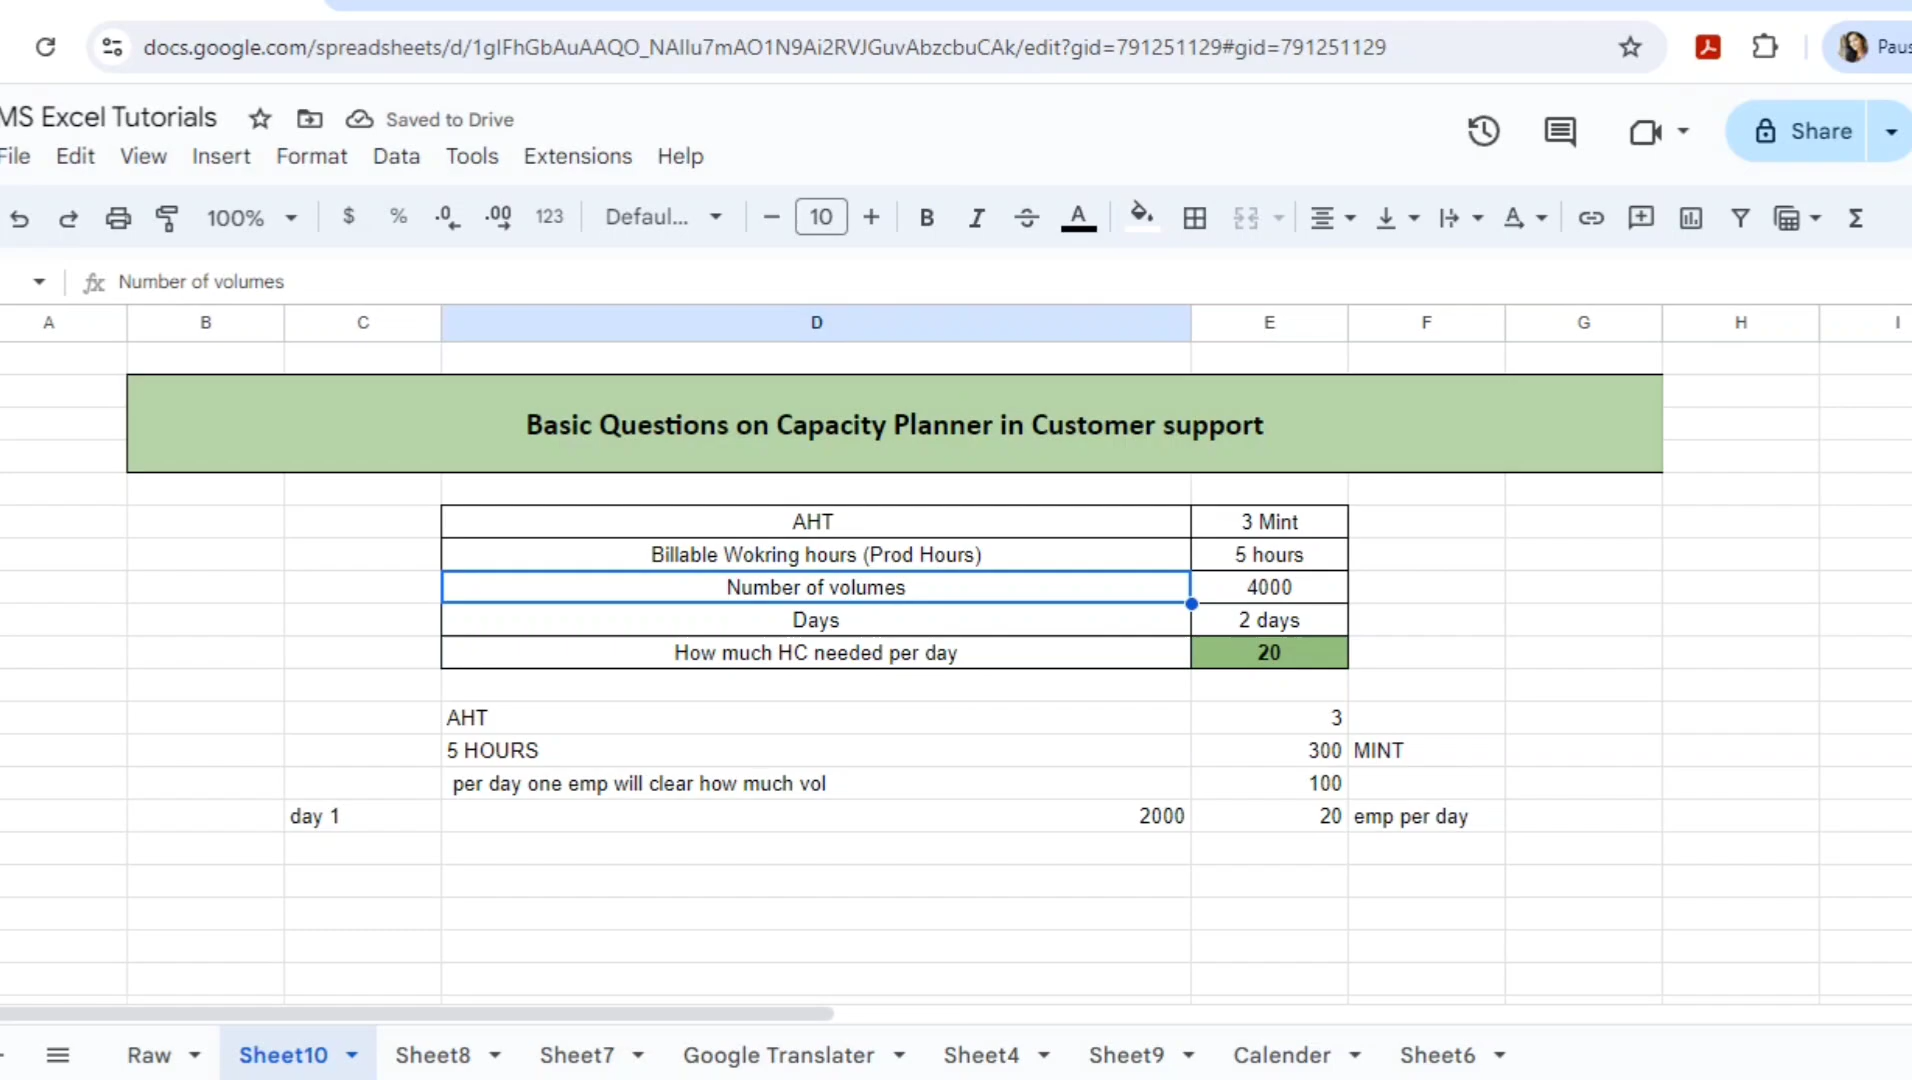 docs.google.com/spreadsheets/d/1gIFhGbAuAAQO_NAIlu7mAO1N9Ai2RVJGuvAbzcbuCAk/edit?gid=791251129#gid=791251129
Paus
MS Excel Tutorials
Saved to Drive
File Edit View Insert Format Data Tools Extensions Help
Share
100% $ % .0 .00 123 Defaul... 10 B I A Σ
fx Number of volumes
A B C D E F G H I
Basic Questions on Capacity Planner in Customer support
AHT 3 Mint
Billable Wokring hours (Prod Hours) 5 hours
Number of volumes 4000
Days 2 days
How much HC needed per day 20
AHT 3
5 HOURS 300 MINT
per day one emp will clear how much vol 100
day 1 2000 20 emp per day
Raw Sheet10 Sheet8 Sheet7 Google Translater Sheet4 Sheet9 Calender Sheet6